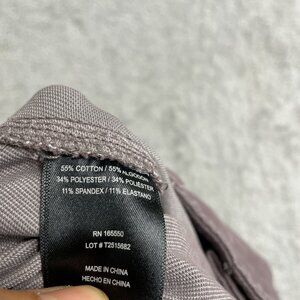 55% COTTON / 55% ALGODON
34% POLYESTER / 34% POLIÉSTER
11% SPANDEX / 11% ELASTANO
RN 165550
LOT # T2515682
MADE IN CHINA
HECHO EN CHINA